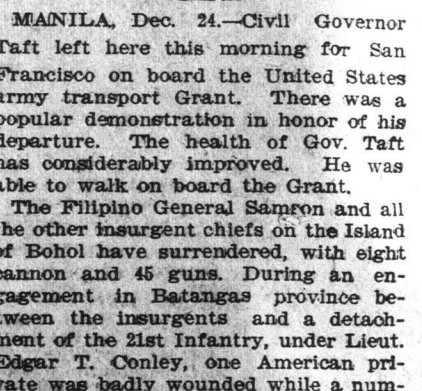 MANILA, Dec. 24.—Civil Governor
Taft left here this morning for San
Francisco on board the United States
army transport Grant. There was a
popular demonstration in honor of his
departure. The health of Gov. Taft
has considerably improved. He was
able to walk on board the Grant.
The Filipino General Samson and all
the other insurgent chiefs on the Island
of Bohol have surrendered, with eight
cannon and 45 guns. During an en-
gagement in Batangas province be-
tween the insurgents and a detach-
ment of the 21st Infantry, under Lieut.
Edgar T. Conley, one American pri-
vate was badly wounded while a num-